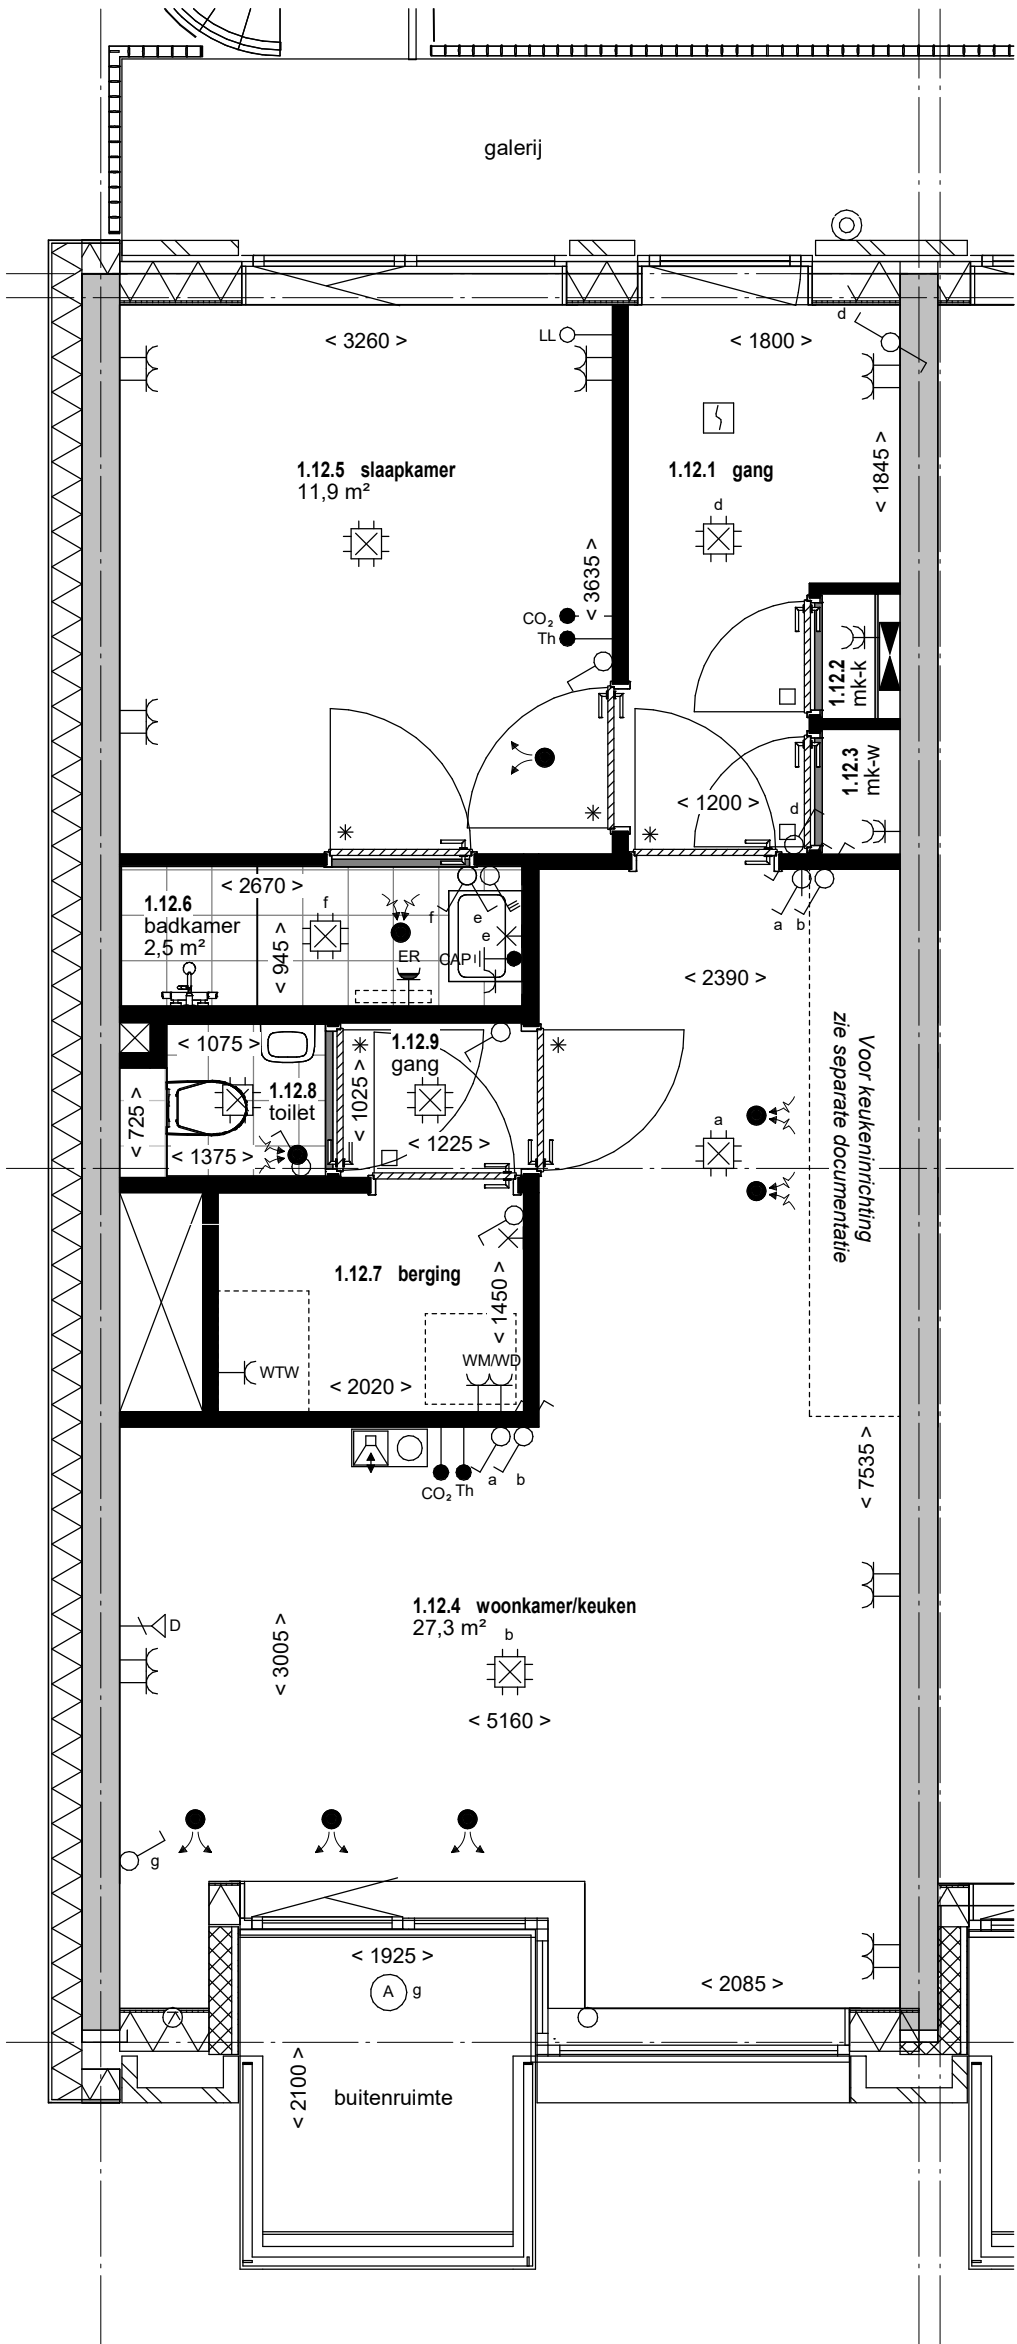 galerij
< 3260 >
LL
< 1800 >
d
< 1845 >
1.12.5 slaapkamer
11,9 m²
1.12.1 gang
d
< 3635 >
CO₂
Th
1.12.2
mk-k
1.12.3
mk-w
< 1200 >
d
< 2670 >
1.12.6
badkamer
2,5 m²
f
< 945 >
ER
f
e
e
CAP
a
b
< 2390 >
Voor keukeninrichting
zie separate documentatie
< 1075 >
1.12.9
gang
< 725 >
1.12.8
toilet
< 1025 >
< 1225 >
< 1375 >
a
1.12.7 berging
< 1450 >
WTW
WM/WD
< 2020 >
CO₂
Th
a
b
< 7535 >
1.12.4 woonkamer/keuken
27,3 m²
b
D
< 3005 >
< 5160 >
g
< 1925 >
A
g
< 2085 >
< 2100 >
buitenruimte